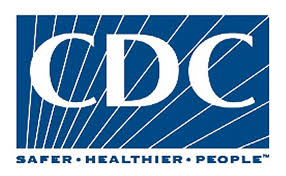 CDC
SAFER • HEALTHIER • PEOPLE™